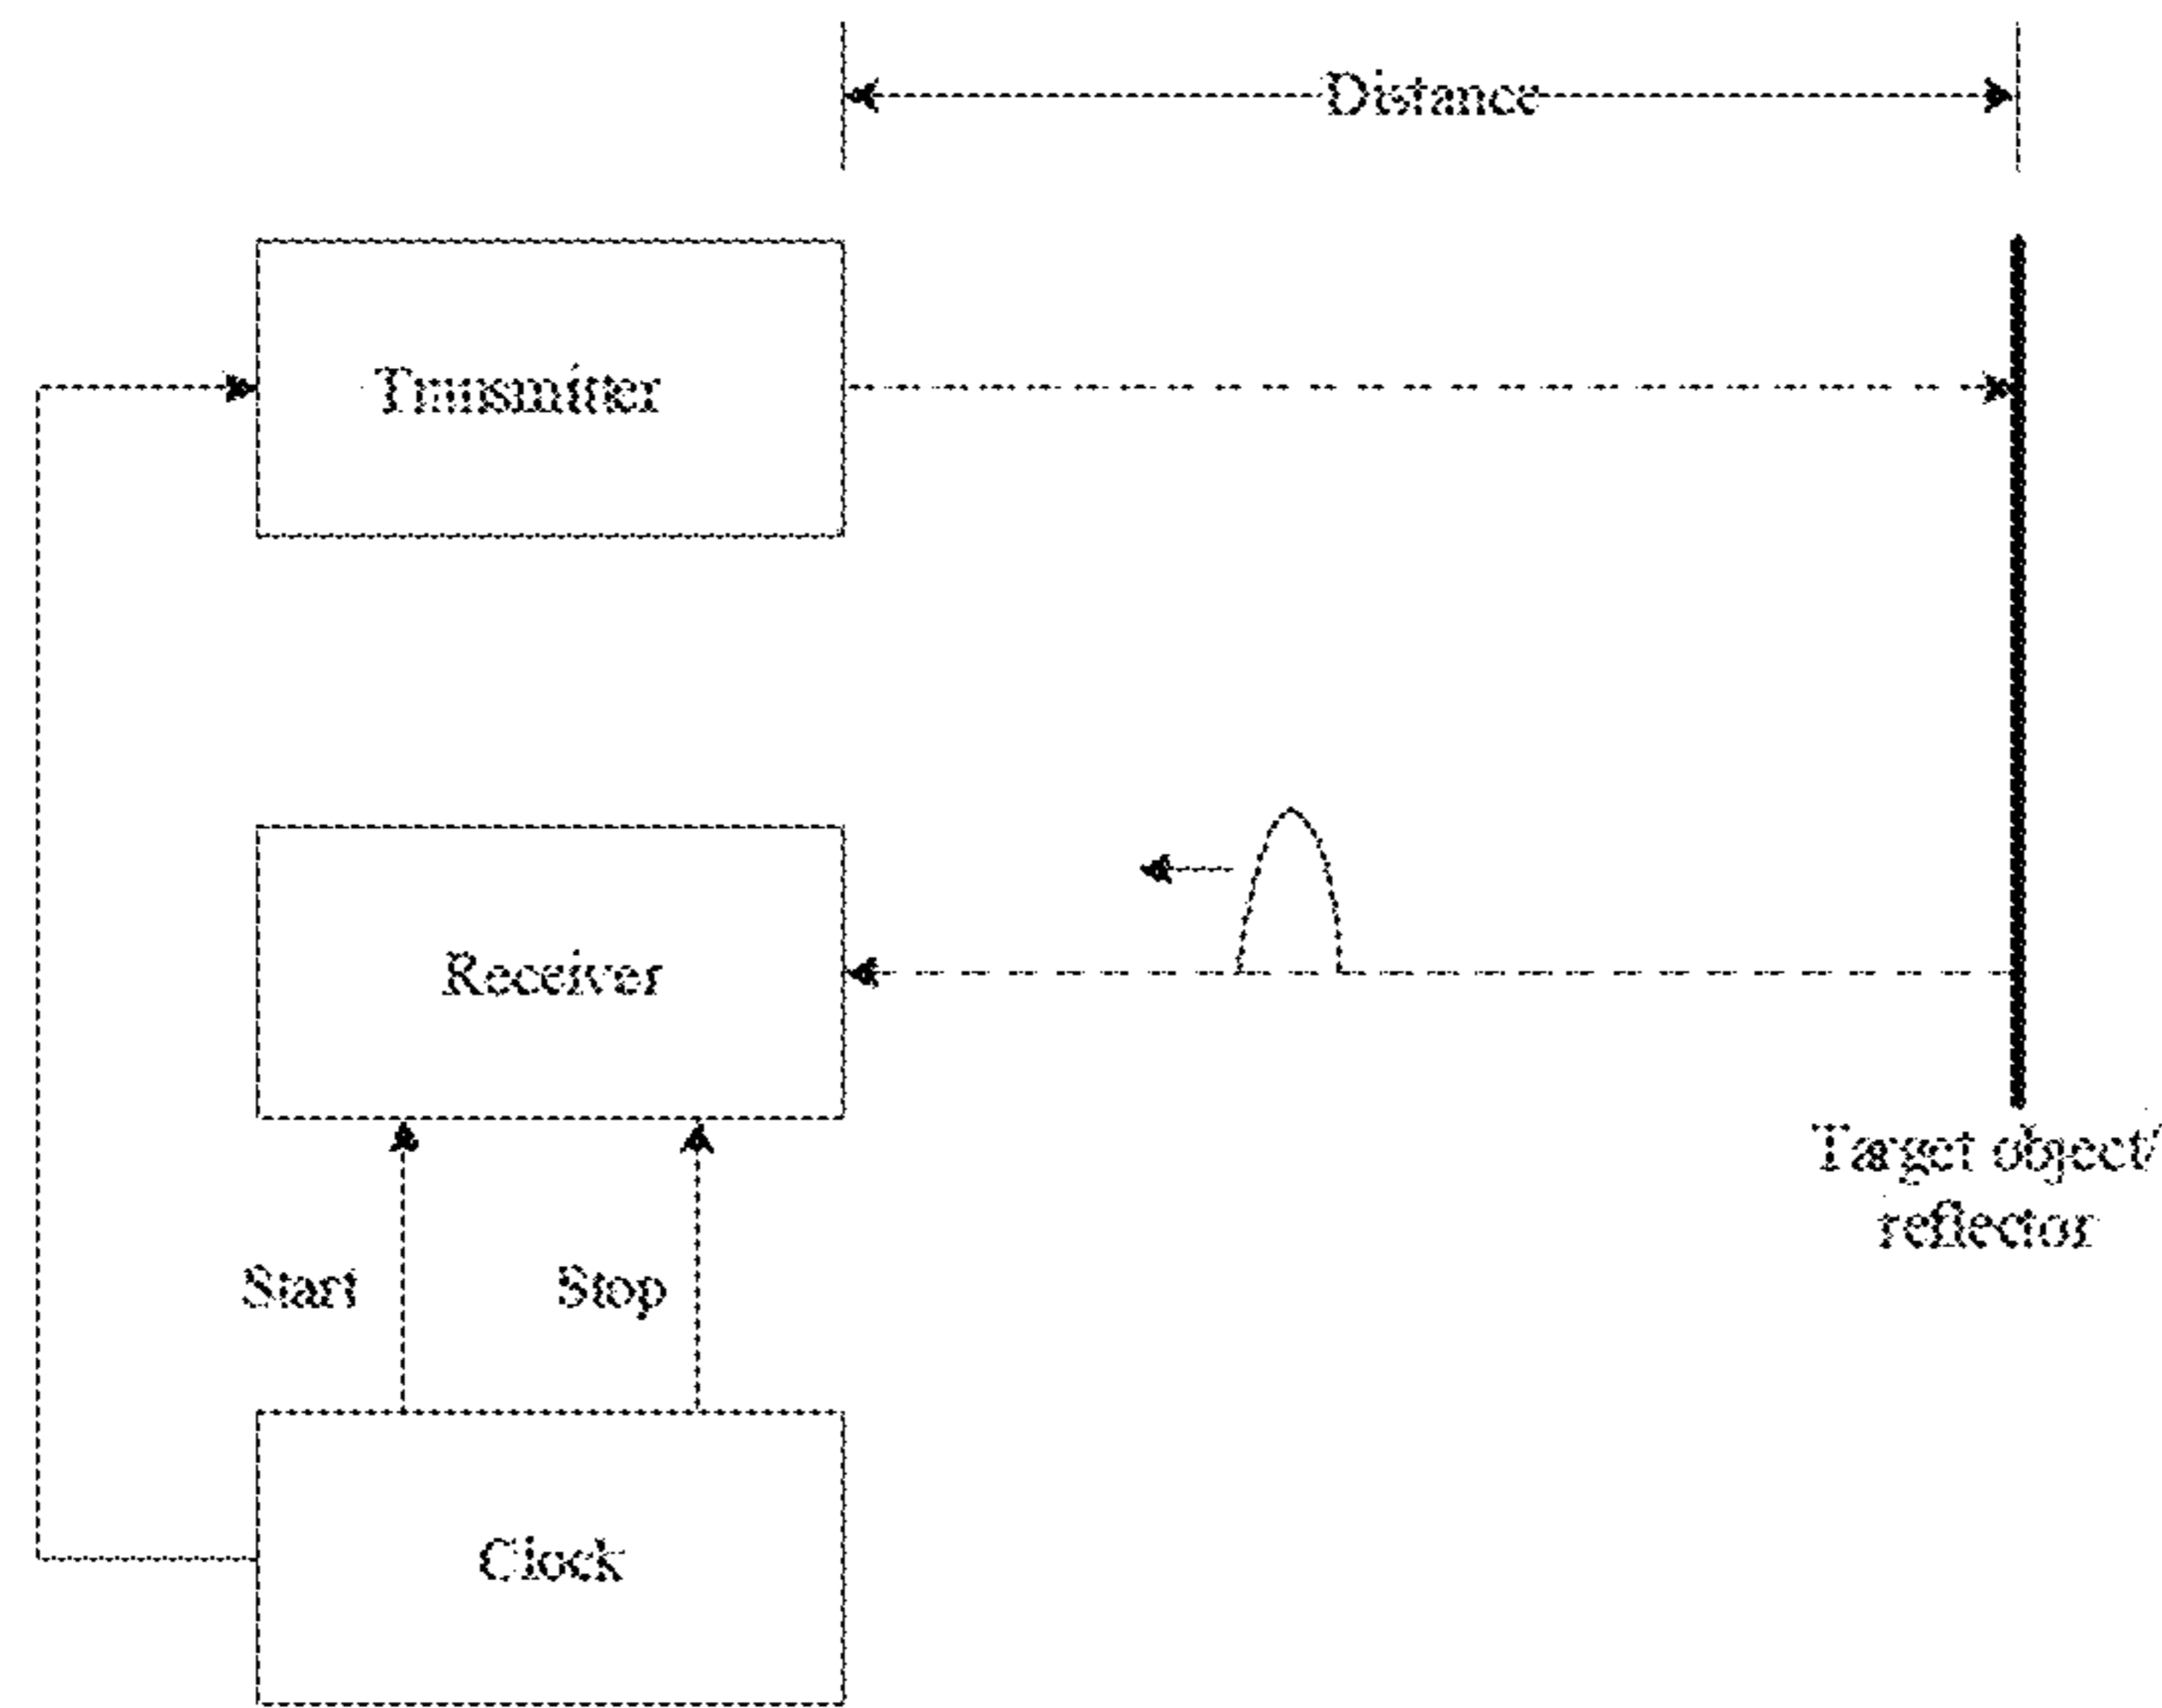 Distance
Transmitter
Receiver
Target object/
reflector
Start
Stop
Clock